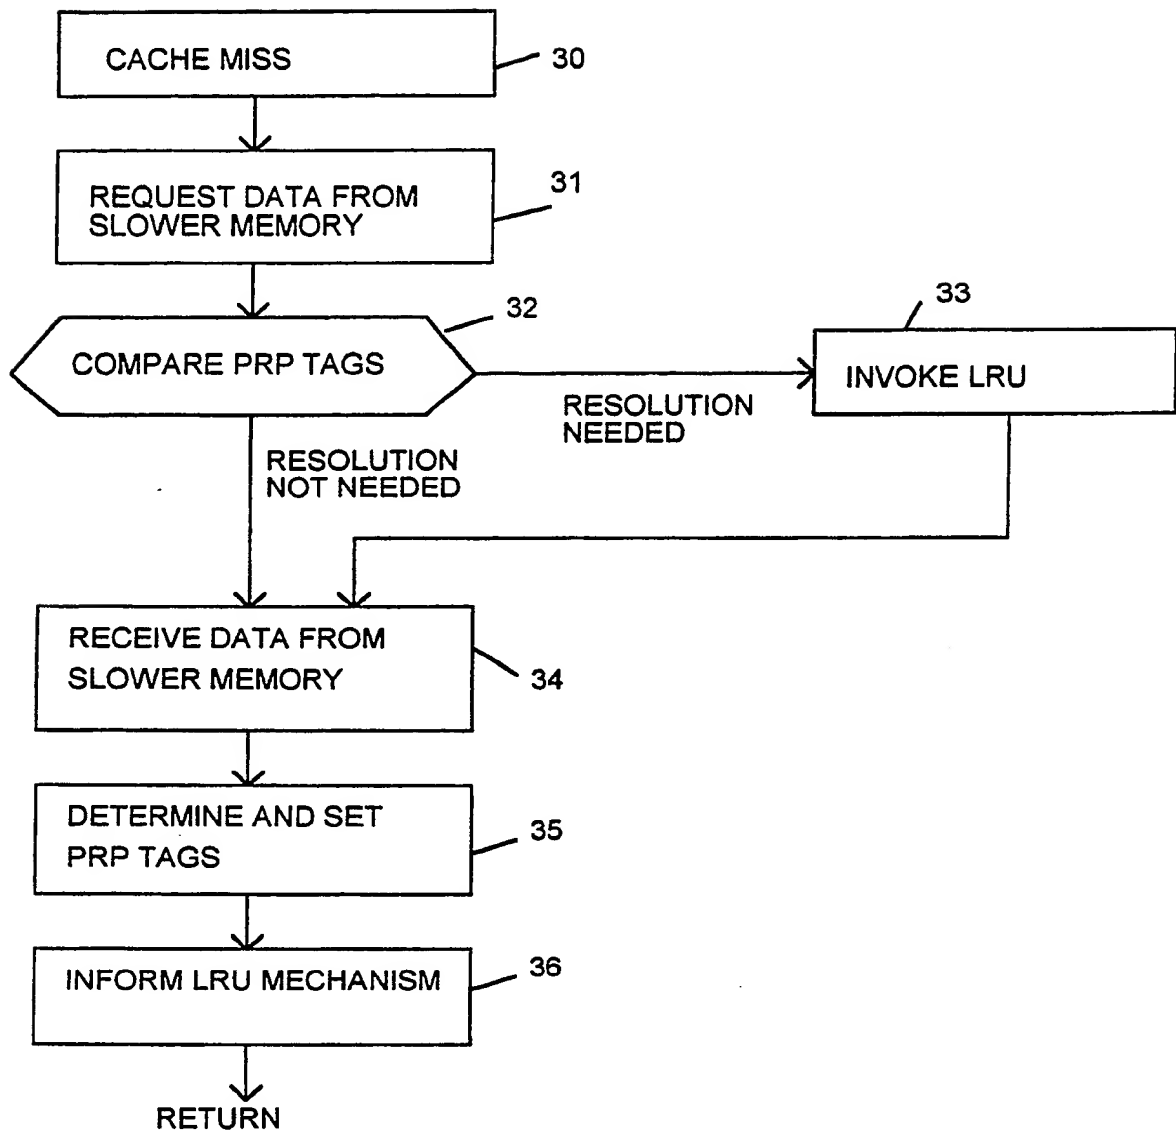 CACHE MISS
30
REQUEST DATA FROM
SLOWER MEMORY
31
COMPARE PRP TAGS
32
33
INVOKE LRU
RESOLUTION
NEEDED
RESOLUTION
NOT NEEDED
RECEIVE DATA FROM
SLOWER MEMORY
34
DETERMINE AND SET
PRP TAGS
35
INFORM LRU MECHANISM
36
RETURN